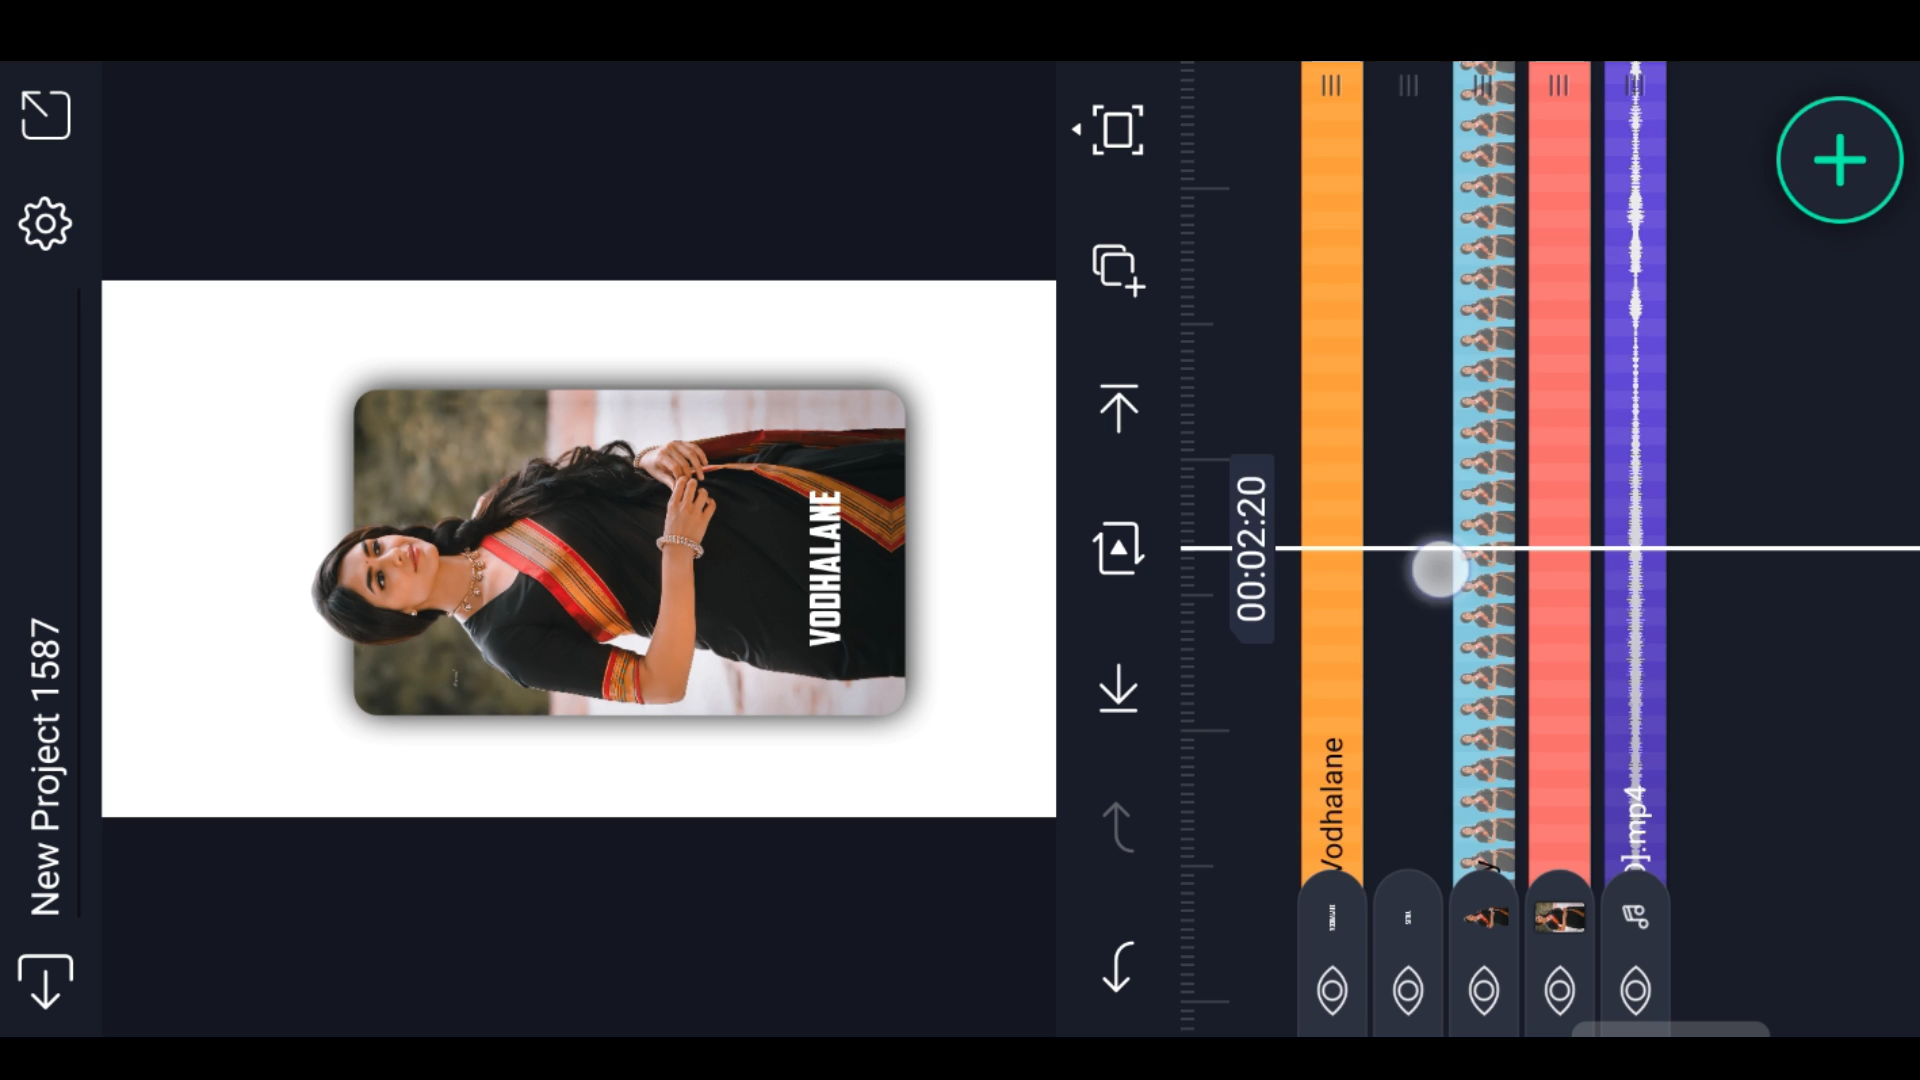 New Project 1587
VODHALANE
00:02:20
Vodhalane
y
)].mp4